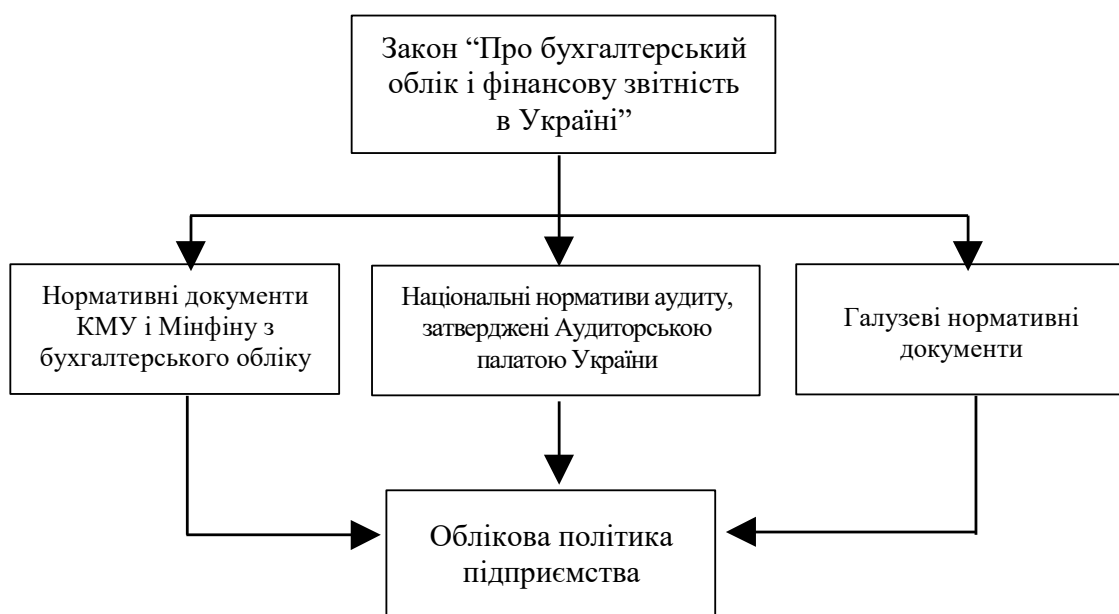 Закон “Про бухгалтерський
облік і фінансову звітність
в Україні”
Нормативні документи
КМУ і Мінфіну з
бухгалтерського обліку
Національні нормативи аудиту,
затверджені Аудиторською
палатою України
Галузеві нормативні
документи
Облікова політика
підприємства